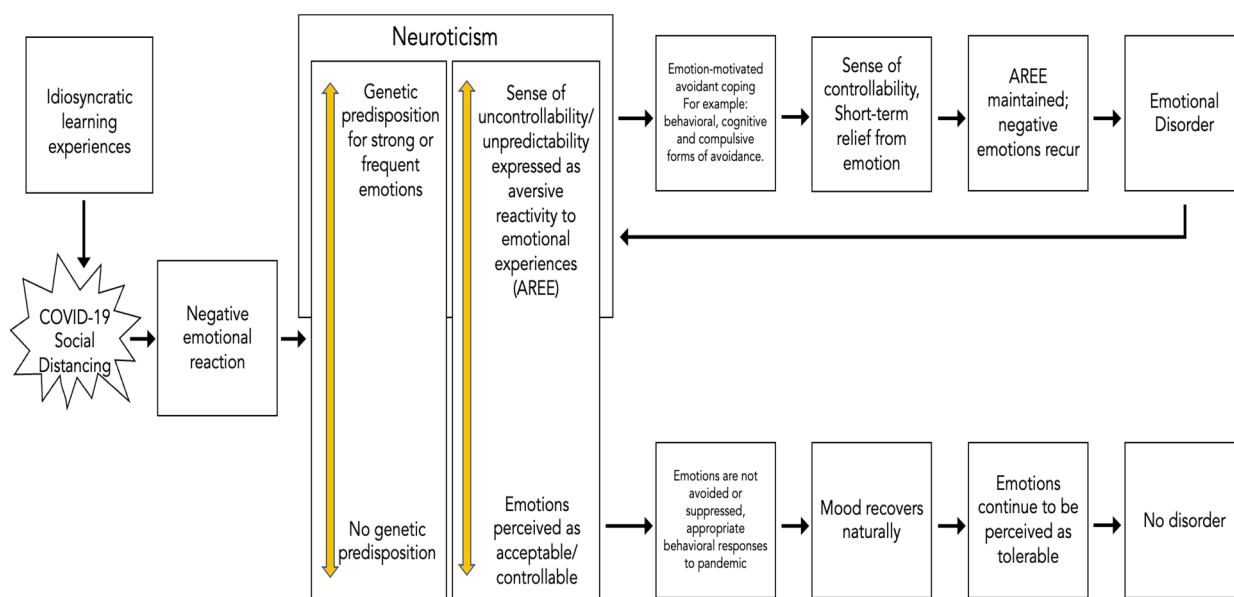 Idiosyncratic
learning
experiences
COVID-19
Social
Distancing
Negative
emotional
reaction
Neuroticism
Genetic
predisposition
for strong or
frequent
emotions
No genetic
predisposition
Sense of
uncontrollability/
unpredictability
expressed as
aversive
reactivity to
emotional
experiences
(AREE)
Emotions
perceived as
acceptable/
controllable
Emotion-motivated
avoidant coping
For example:
behavioral, cognitive
and compulsive
forms of avoidance.
Sense of
controllability,
Short-term
relief from
emotion
AREE
maintained;
negative
emotions recur
Emotional
Disorder
Emotions are not
avoided or
suppressed,
appropriate
behavioral responses
to pandemic
Mood recovers
naturally
Emotions
continue to be
perceived as
tolerable
No disorder